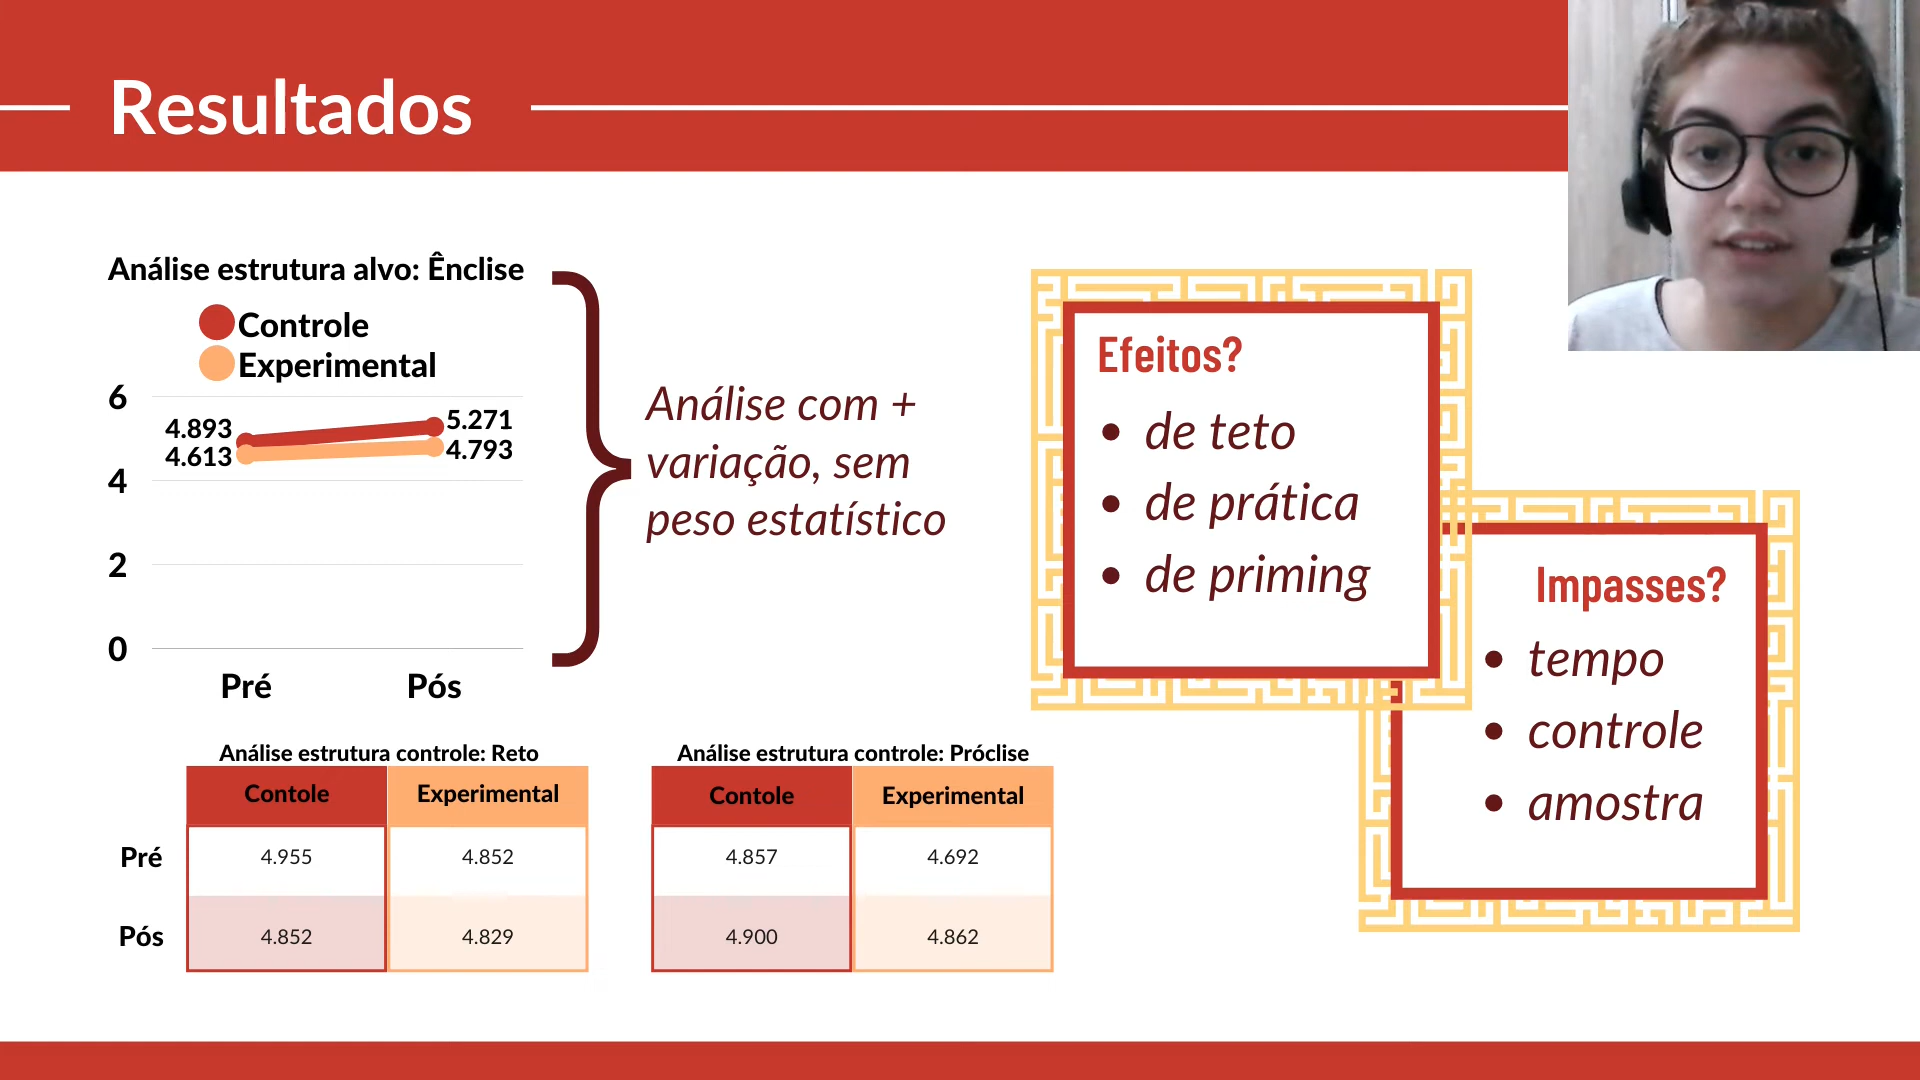 Resultados
Análise estrutura alvo: Ênclise
Controle
Experimental
6
4
2
0
4.893
4.613
5.271
4.793
Pré
Pós
Análise com +
variação, sem
peso estatístico
Efeitos?
• de teto
• de prática
• de priming
Impasses?
• tempo
• controle
• amostra
Análise estrutura controle: Reto
Contole Experimental
Pré 4.955 4.852
Pós 4.852 4.829
Análise estrutura controle: Próclise
Contole Experimental
4.857 4.692
4.900 4.862